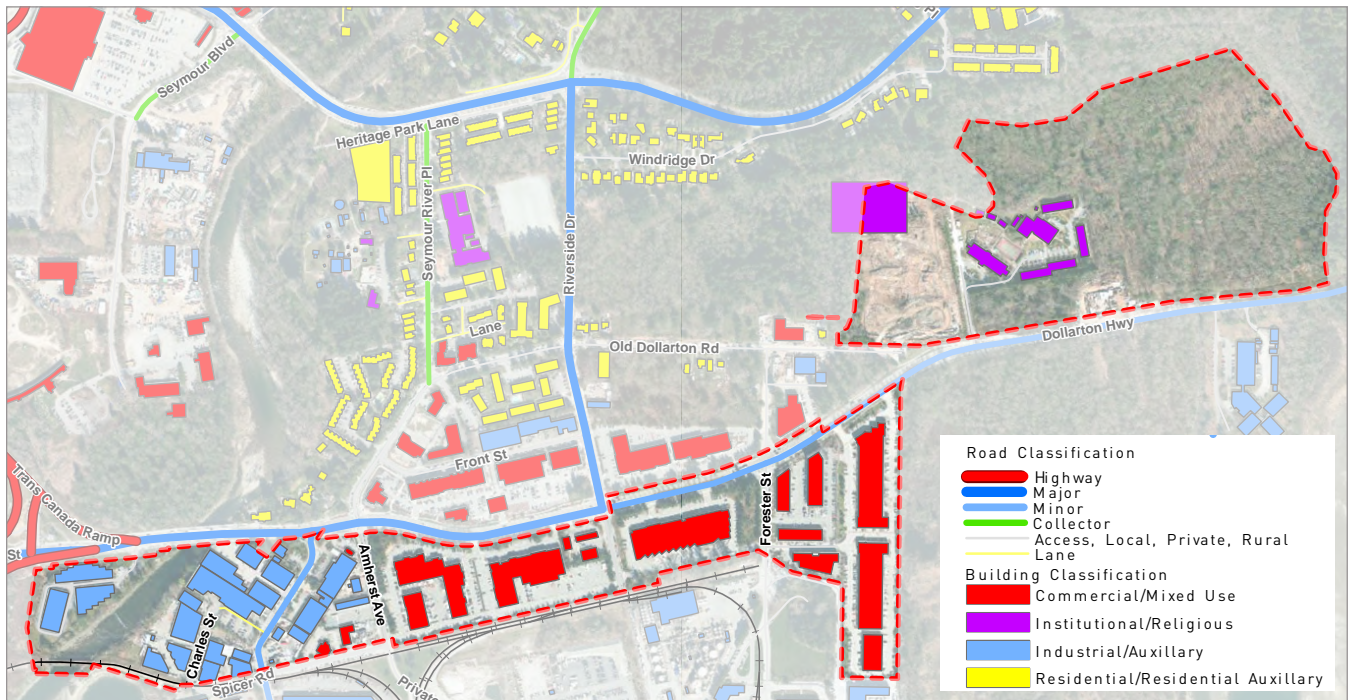 Pl
Seymour Blvd
Heritage Park Lane
Windridge Dr
Seymour River Pl
Riverside Dr
Lane
Old Dollarton Rd
Dollarton Hwy
Front St
Forester St
Trans Canada Ramp
St
Amherst Ave
Charles St
Spicer Rd
Private
Road Classification
Highway
Major
Minor
Collector
Access, Local, Private, Rural
Lane
Building Classification
Commercial/Mixed Use
Institutional/Religious
Industrial/Auxillary
Residential/Residential Auxillary